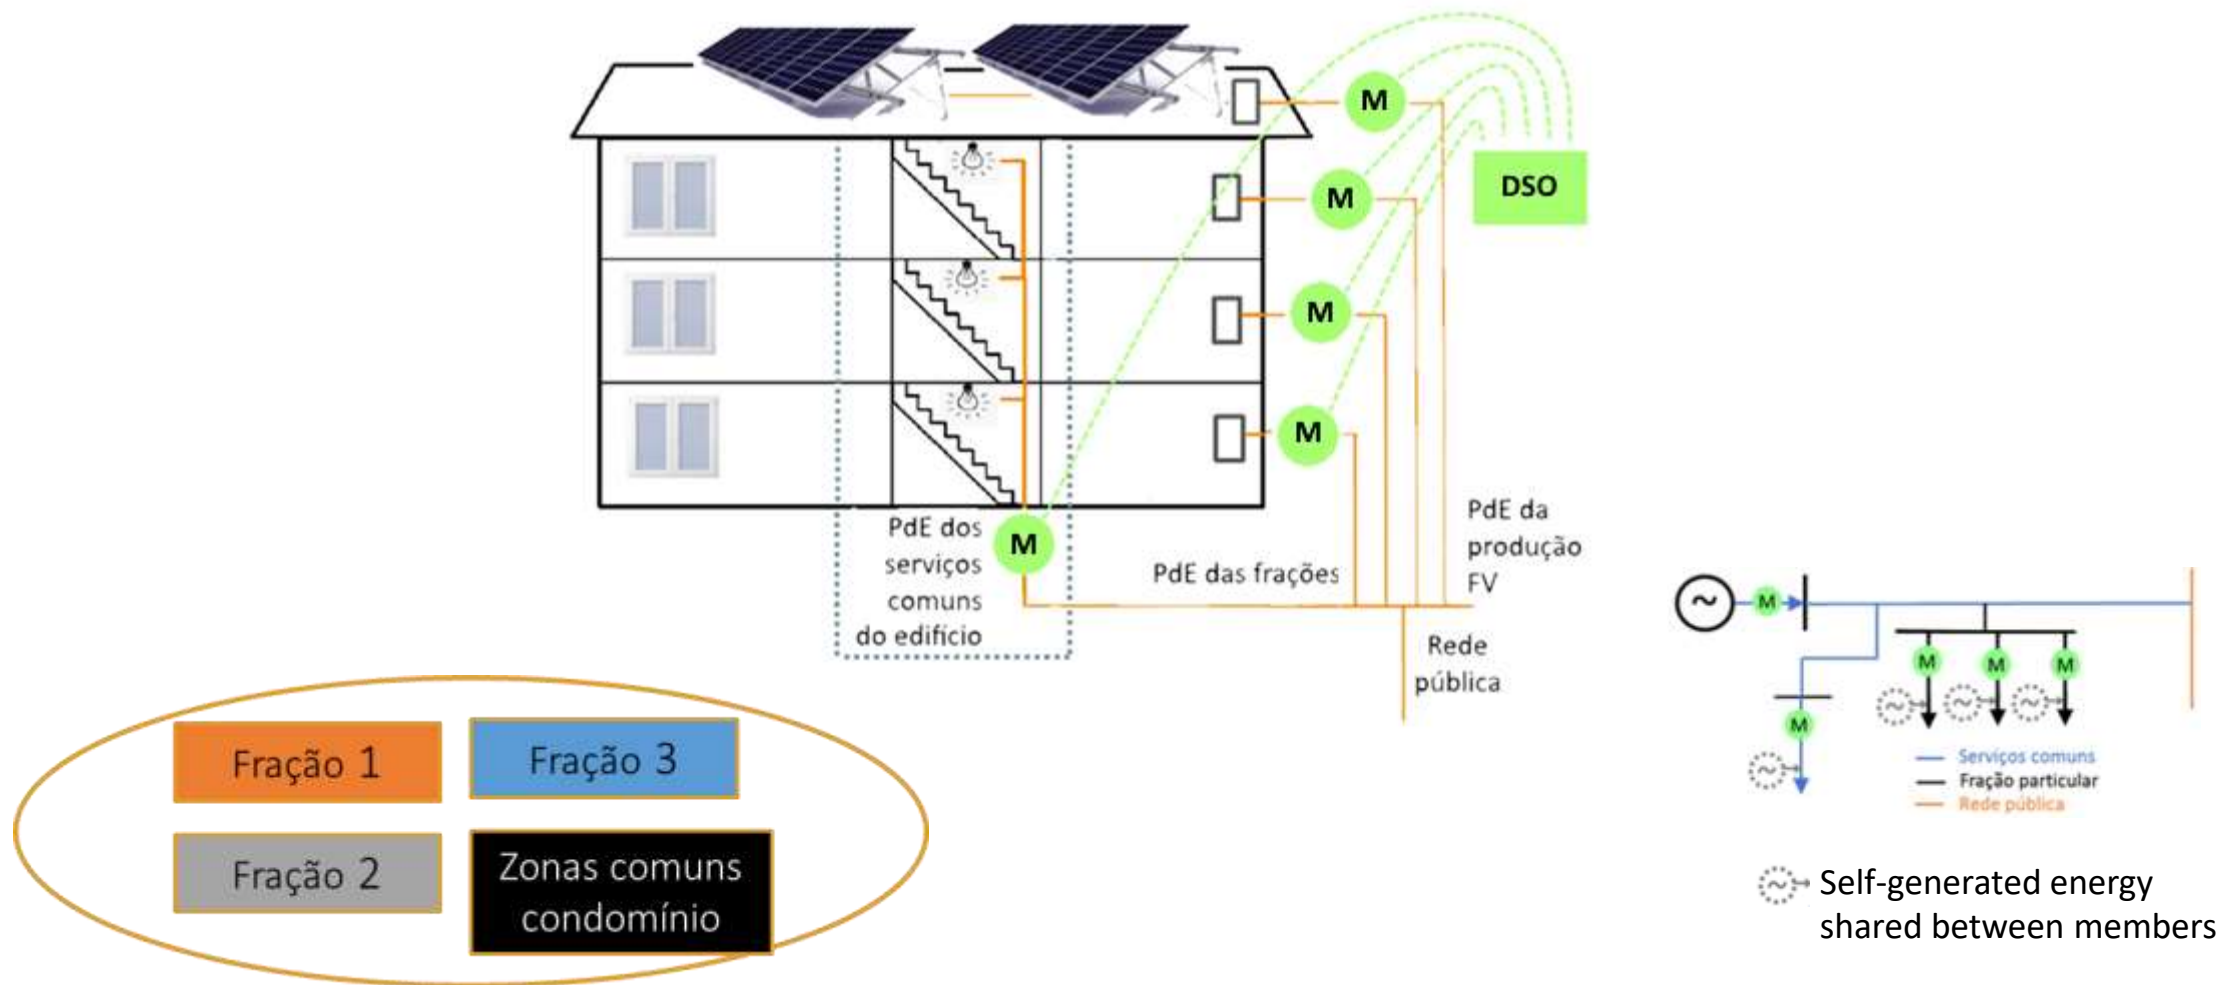 M
M
DSO
M
M
M
PdE dos
serviços
comuns
do edifício
M
PdE das frações
PdE da
produção
FV
Rede
pública
Fração 1
Fração 3
Fração 2
Zonas comuns
condomínio
M
M
M
M
M
Serviços comuns
Fração particular
Rede pública
Self-generated energy
shared between members